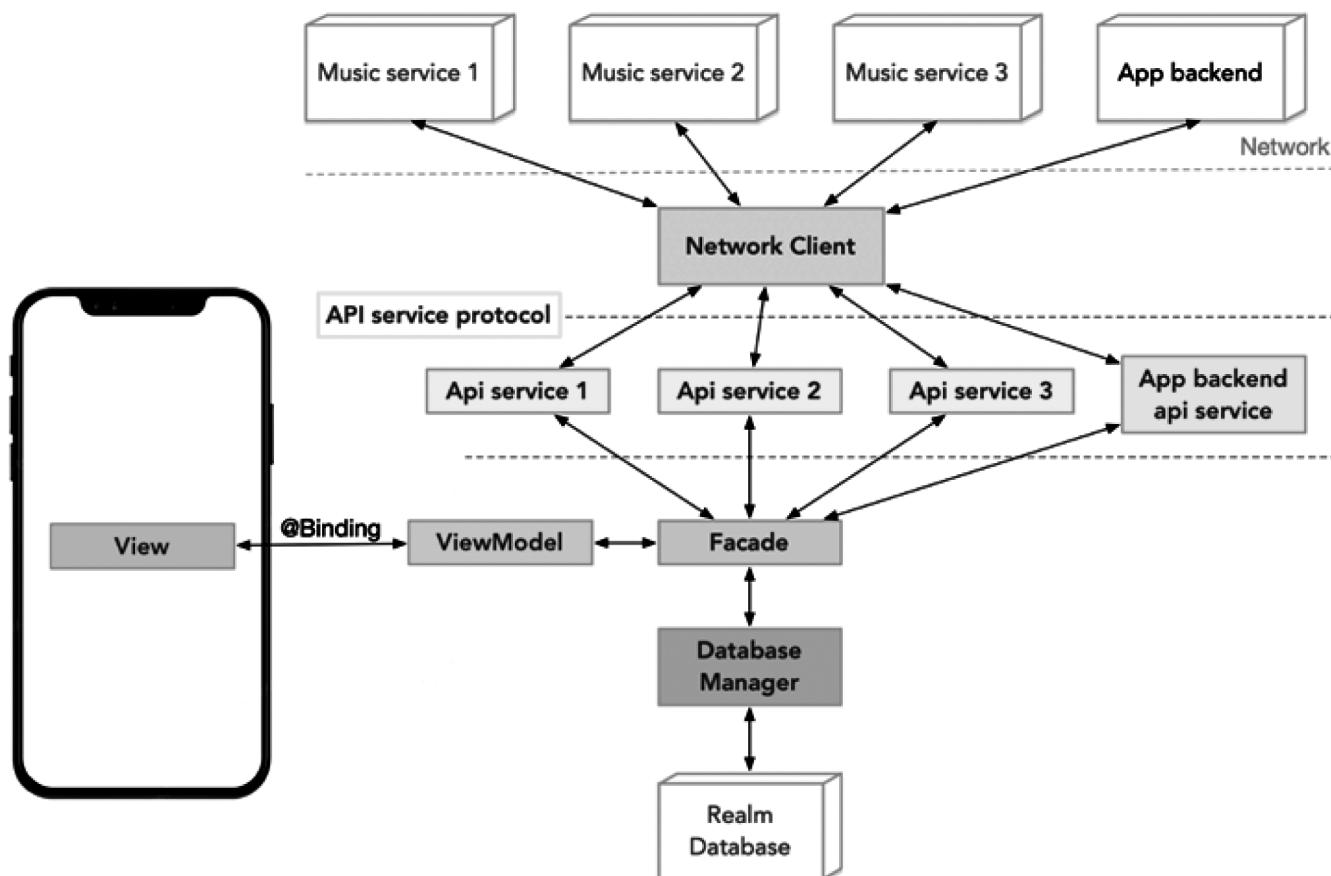 Music service 1
Music service 2
Music service 3
App backend
Network
Network Client
API service protocol
Api service 1
Api service 2
Api service 3
App backend
api service
View
@Binding
ViewModel
Facade
Database
Manager
Realm
Database